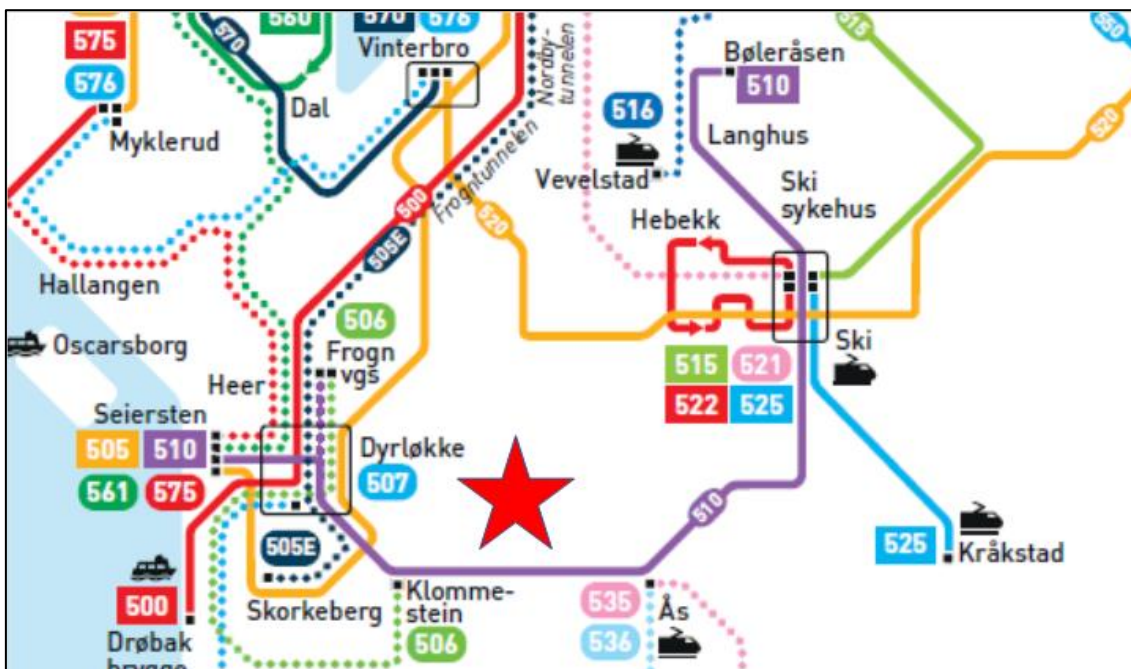 575
576
Myklerud
570
560
Dal
570
576
Vinterbro
Nordby-
tunnelen
515
550
520
Bøleråsen
510
516
Langhus
Vevelstad
Ski
sykehus
Hebekk
500
Frogntunnelen
520
505E
Hallangen
Oscarsborg
506
Frogn
vgs
Heer
Seiersten
505
510
561
575
Dyrløkke
507
515
521
522
525
Ski
510
525
Kråkstad
505E
Skorkeberg
Klomme-
stein
506
535
536
Ås
500
Drøbak
brygge